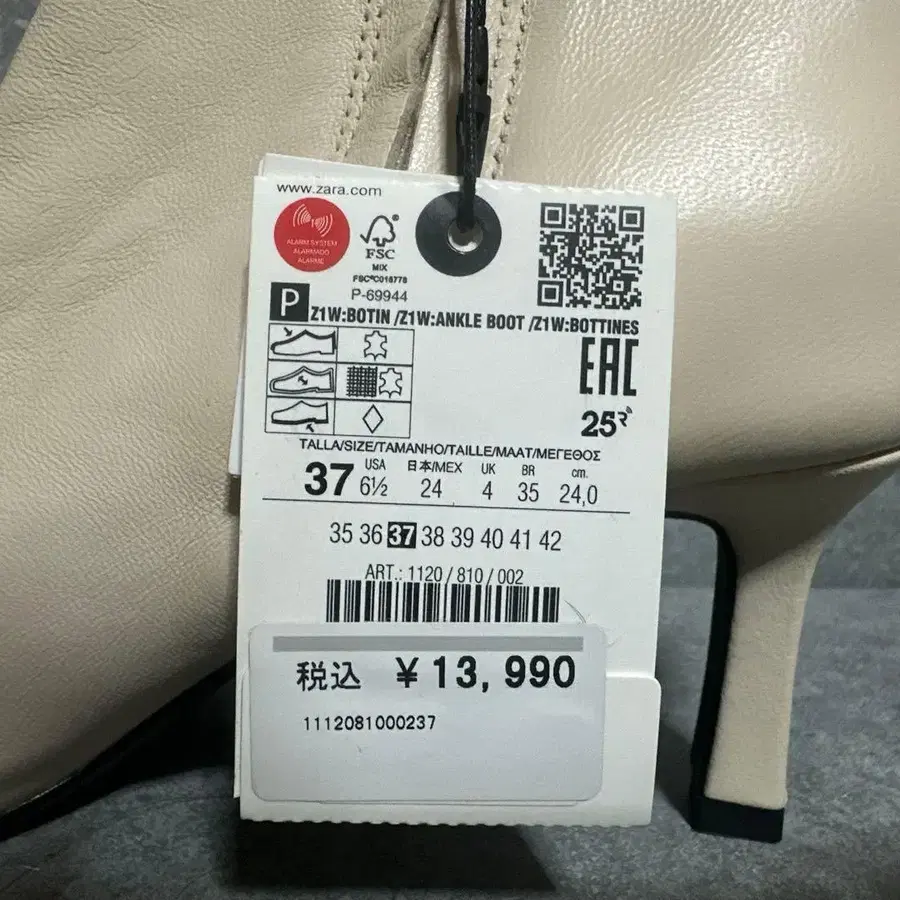 www.zara.com
ALARM SYSTEM
ALARMADO
ALARME
FSC
MIX
FSC® C018778
P-69944
P Z1W:BOTIN /Z1W:ANKLE BOOT /Z1W:BOTTINES
EAC
25
TALLA/SIZE/TAMANHO/TAILLE/MAAT/ΜΕΓΕΘΟΣ
37 USA 6½ 日本/MEX 24 UK 4 BR 35 cm. 24,0
35 36 37 38 39 40 41 42
ART.: 1120 / 810 / 002
税込 ¥13,990
1112081000237